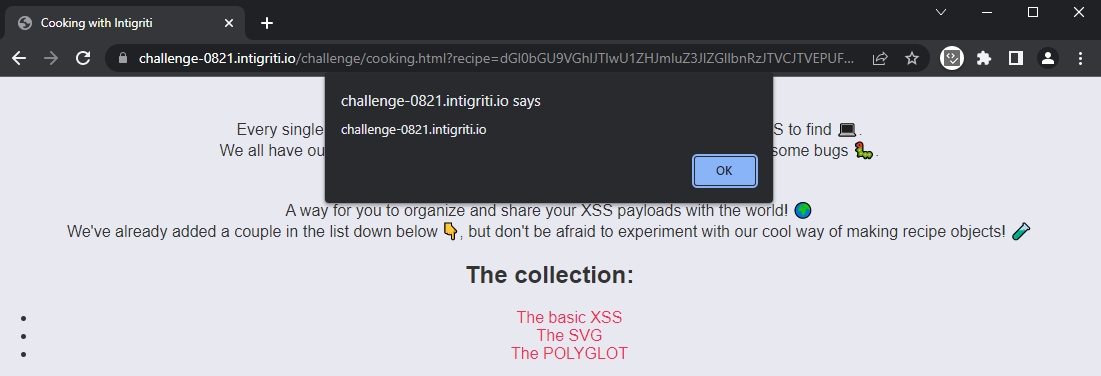 Cooking with Intigriti
challenge-0821.intigriti.io/challenge/cooking.html?recipe=dGl0bGU9VGhlJTIwU1ZHJmluZ3JlZGllbnRzJTVCJTVEPUF...
challenge-0821.intigriti.io says
challenge-0821.intigriti.io
OK
Every single S to find 💻.
We all have ou some bugs 🐛.
A way for you to organize and share your XSS payloads with the world! 🌍
We've already added a couple in the list down below 👇, but don't be afraid to experiment with our cool way of making recipe objects! 🧪
The collection:
The basic XSS
The SVG
The POLYGLOT